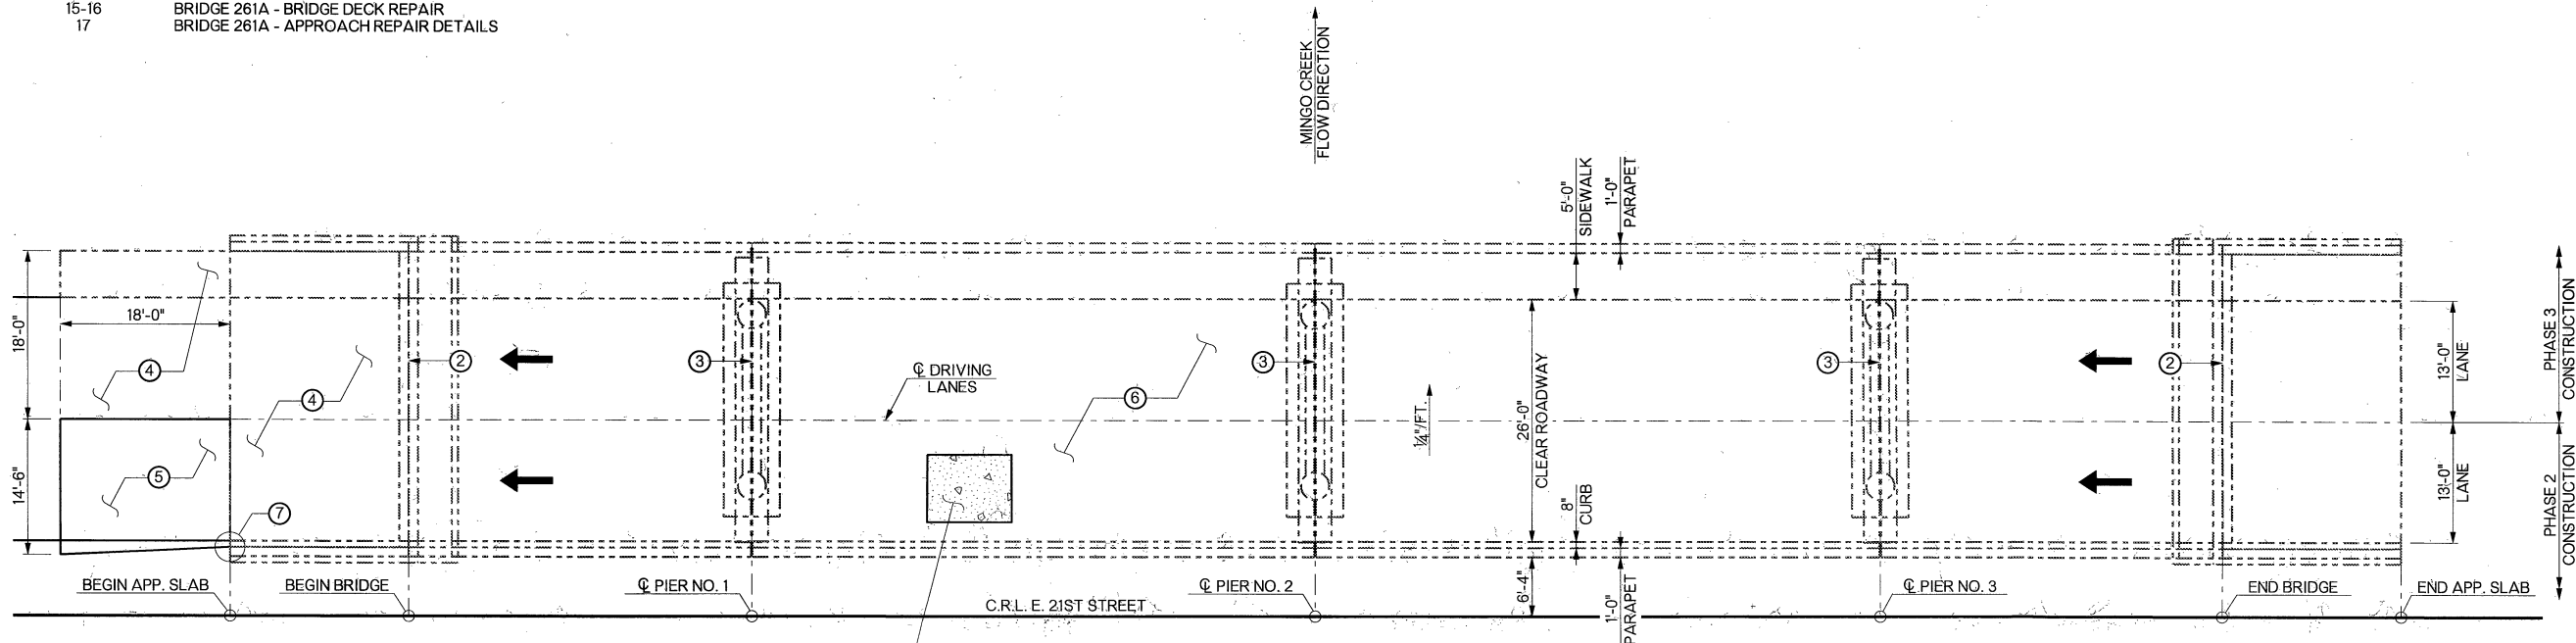 15-16 BRIDGE 261A - BRIDGE DECK REPAIR
17 BRIDGE 261A - APPROACH REPAIR DETAILS
MINGO CREEK
FLOW DIRECTION
5'-0"
SIDEWALK
1'-0"
PARAPET
18'-0"
18'-0"
4
4
2
3
℄ DRIVING
LANES
6
3
¼"/FT.
26'-0"
CLEAR ROADWAY
3
2
13'-0"
LANE
PHASE 3
CONSTRUCTION
14'-6"
5
7
8"
CURB
13'-0"
LANE
PHASE 2
CONSTRUCTION
BEGIN APP. SLAB
BEGIN BRIDGE
℄ PIER NO. 1
℄ PIER NO. 2
6'-4"
1'-0"
PARAPET
℄ PIER NO. 3
END BRIDGE
END APP. SLAB
C.R.L. E. 21ST STREET